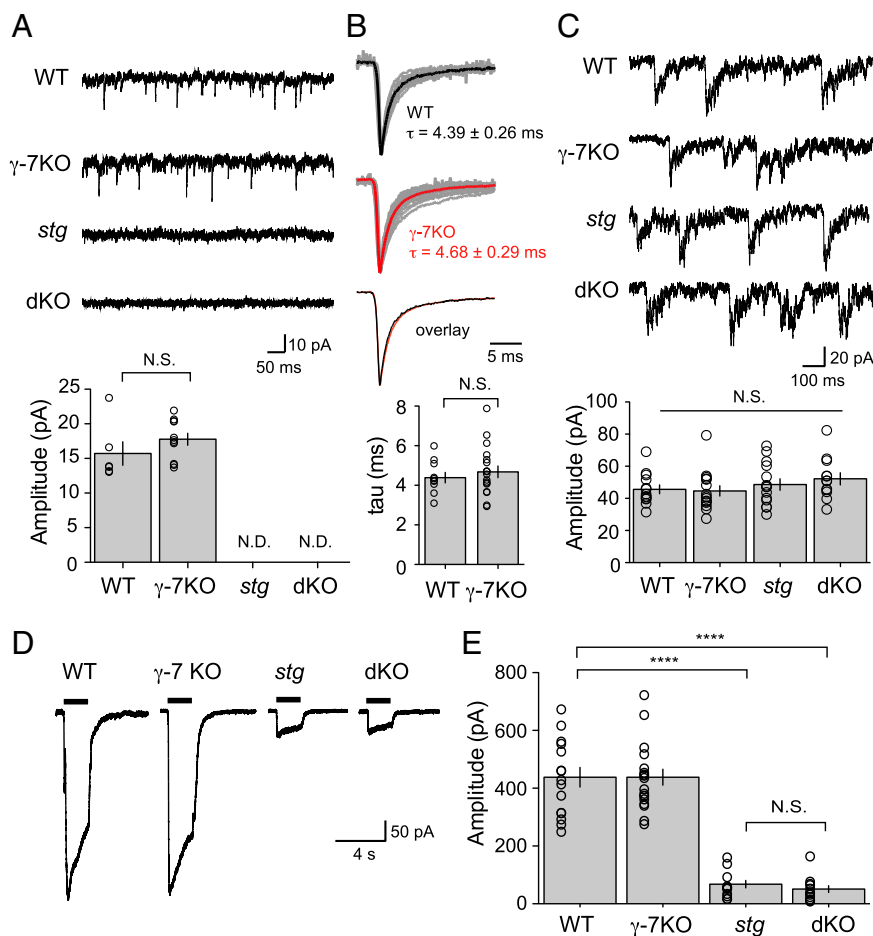 A
WT
γ-7KO
stg
dKO
10 pA
50 ms
N.S.
25
20
15
10
5
0
Amplitude (pA)
N.D.
N.D.
WT γ-7KO stg dKO
B
WT
τ = 4.39 ± 0.26 ms
γ-7KO
τ = 4.68 ± 0.29 ms
overlay
5 ms
N.S.
8
6
4
2
0
tau (ms)
WT γ-7KO
C
WT
γ-7KO
stg
dKO
20 pA
100 ms
N.S.
100
80
60
40
20
0
Amplitude (pA)
WT γ-7KO stg dKO
D
WT γ-7 KO stg dKO
50 pA
4 s
E
****
****
800
600
400
200
0
Amplitude (pA)
N.S.
WT γ-7KO stg dKO